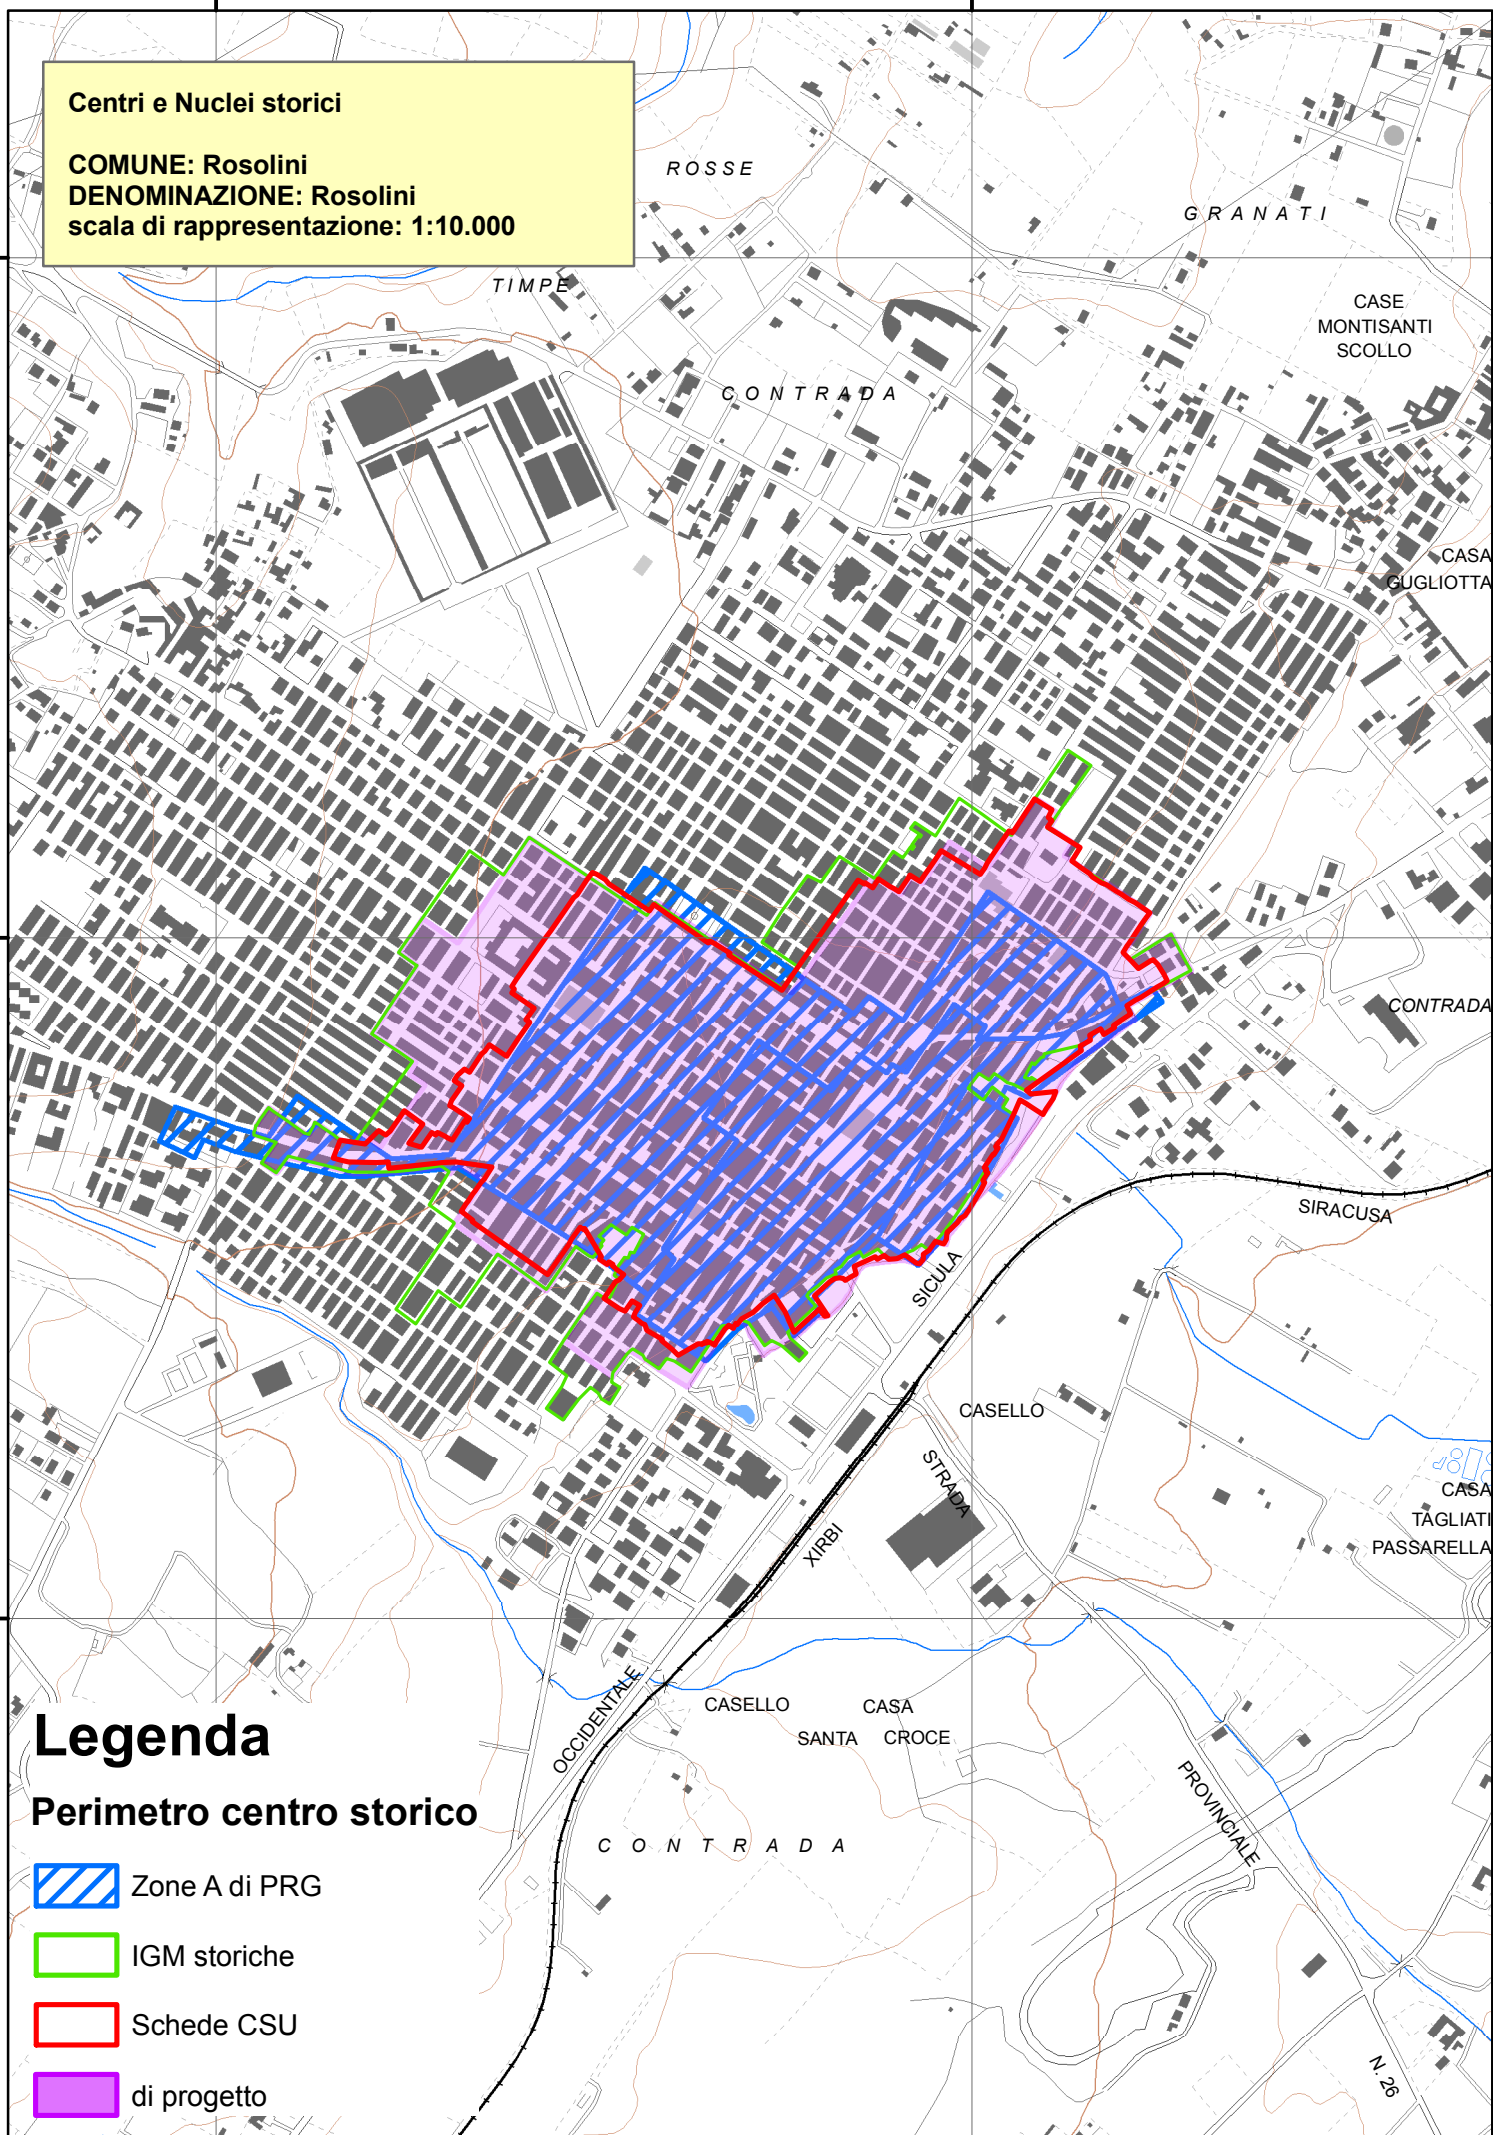 Centri e Nuclei storici
COMUNE: Rosolini
DENOMINAZIONE: Rosolini
scala di rappresentazione: 1:10.000
ROSSE
GRANATI
TIMPE
CASE
MONTISANTI
SCOLLO
CONTRADA
CASA
GUGLIOTTA
CONTRADA
SIRACUSA
SICULA
CASELLO
STRADA
CASA
TAGLIATI
PASSARELLA
XIRBI
OCCIDENTALE
CASELLO
CASA
SANTA CROCE
PROVINCIALE
CONTRADA
N. 26
Legenda
Perimetro centro storico
Zone A di PRG
IGM storiche
Schede CSU
di progetto